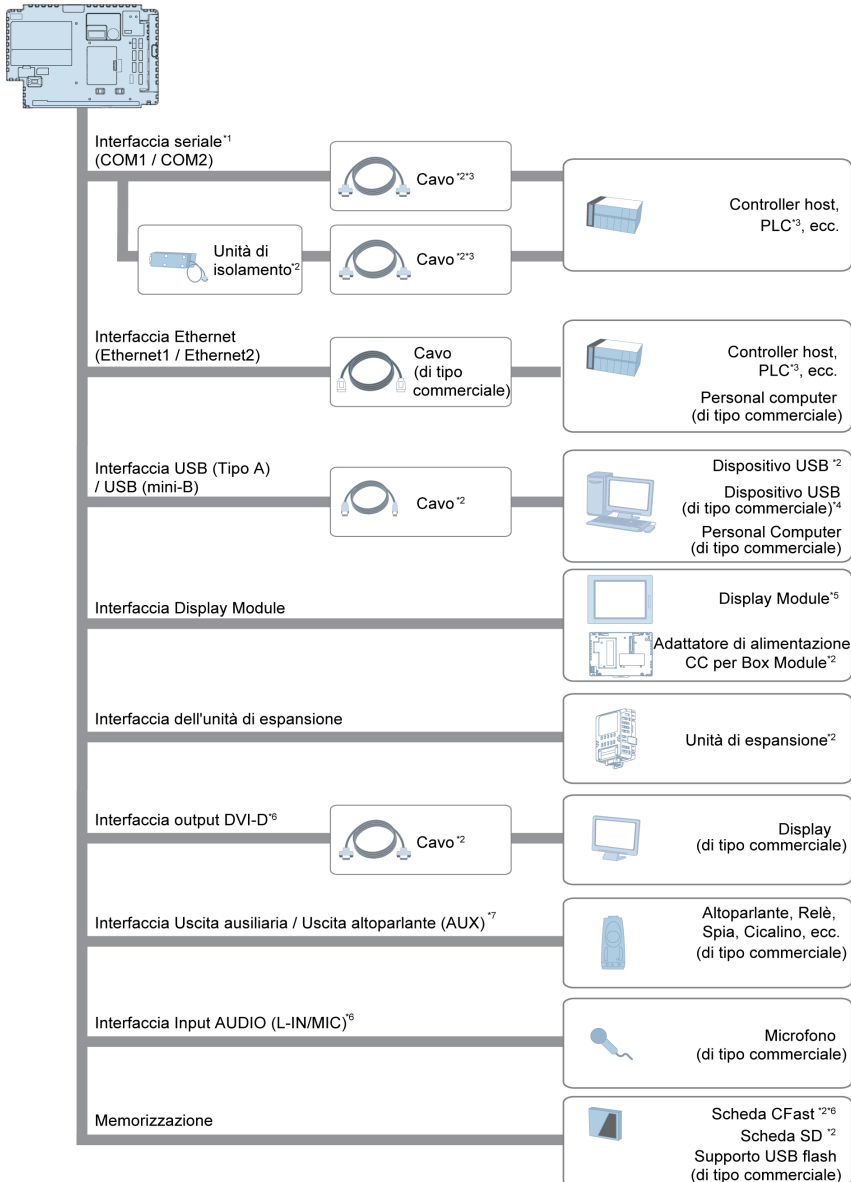 Interfaccia seriale*1
(COM1 / COM2)
Cavo*2*3
Controller host,
PLC*3, ecc.
Unità di
isolamento*2
Cavo*2*3
Interfaccia Ethernet
(Ethernet1 / Ethernet2)
Cavo
(di tipo
commerciale)
Controller host,
PLC*3, ecc.
Personal computer
(di tipo commerciale)
Interfaccia USB (Tipo A)
/ USB (mini-B)
Cavo*2
Dispositivo USB *2
Dispositivo USB
(di tipo commerciale)*4
Personal Computer
(di tipo commerciale)
Interfaccia Display Module
Display Module*5
Adattatore di alimentazione
CC per Box Module*2
Interfaccia dell'unità di espansione
Unità di espansione*2
Interfaccia output DVI-D*6
Cavo*2
Display
(di tipo commerciale)
Interfaccia Uscita ausiliaria / Uscita altoparlante (AUX) *7
Altoparlante, Relè,
Spia, Cicalino, ecc.
(di tipo commerciale)
Interfaccia Input AUDIO (L-IN/MIC)*6
Microfono
(di tipo commerciale)
Memorizzazione
Scheda CFast *2*6
Scheda SD *2
Supporto USB flash
(di tipo commerciale)